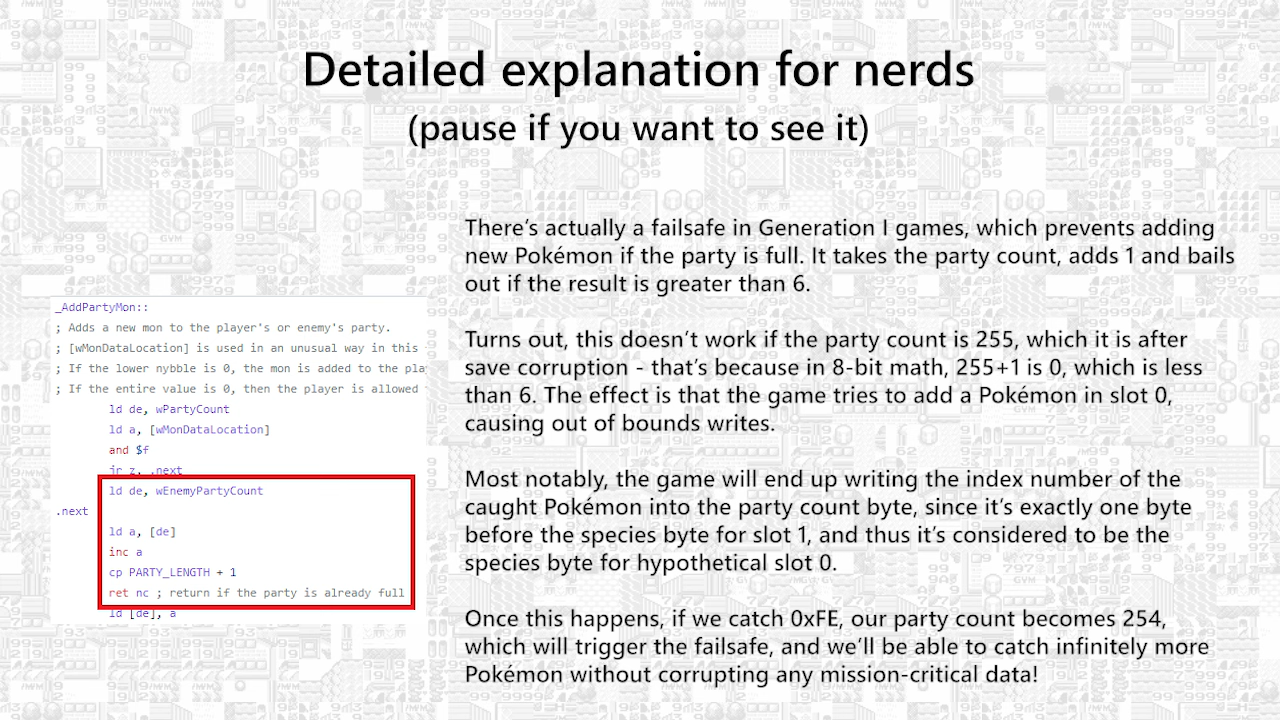 Detailed explanation for nerds
(pause if you want to see it)
_AddPartyMon::
; Adds a new mon to the player's or enemy's party.
; [wMonDataLocation] is used in an unusual way in this
; If the lower nybble is 0, the mon is added to the pla
; If the entire value is 0, then the player is allowed
ld de, wPartyCount
ld a, [wMonDataLocation]
and $f
jr z, .next
ld de, wEnemyPartyCount
.next
ld a, [de]
inc a
cp PARTY_LENGTH + 1
ret nc ; return if the party is already full
ld [de], a
There's actually a failsafe in Generation I games, which prevents adding
new Pokémon if the party is full. It takes the party count, adds 1 and bails
out if the result is greater than 6.
Turns out, this doesn't work if the party count is 255, which it is after
save corruption - that's because in 8-bit math, 255+1 is 0, which is less
than 6. The effect is that the game tries to add a Pokémon in slot 0,
causing out of bounds writes.
Most notably, the game will end up writing the index number of the
caught Pokémon into the party count byte, since it's exactly one byte
before the species byte for slot 1, and thus it's considered to be the
species byte for hypothetical slot 0.
Once this happens, if we catch 0xFE, our party count becomes 254,
which will trigger the failsafe, and we'll be able to catch infinitely more
Pokémon without corrupting any mission-critical data!